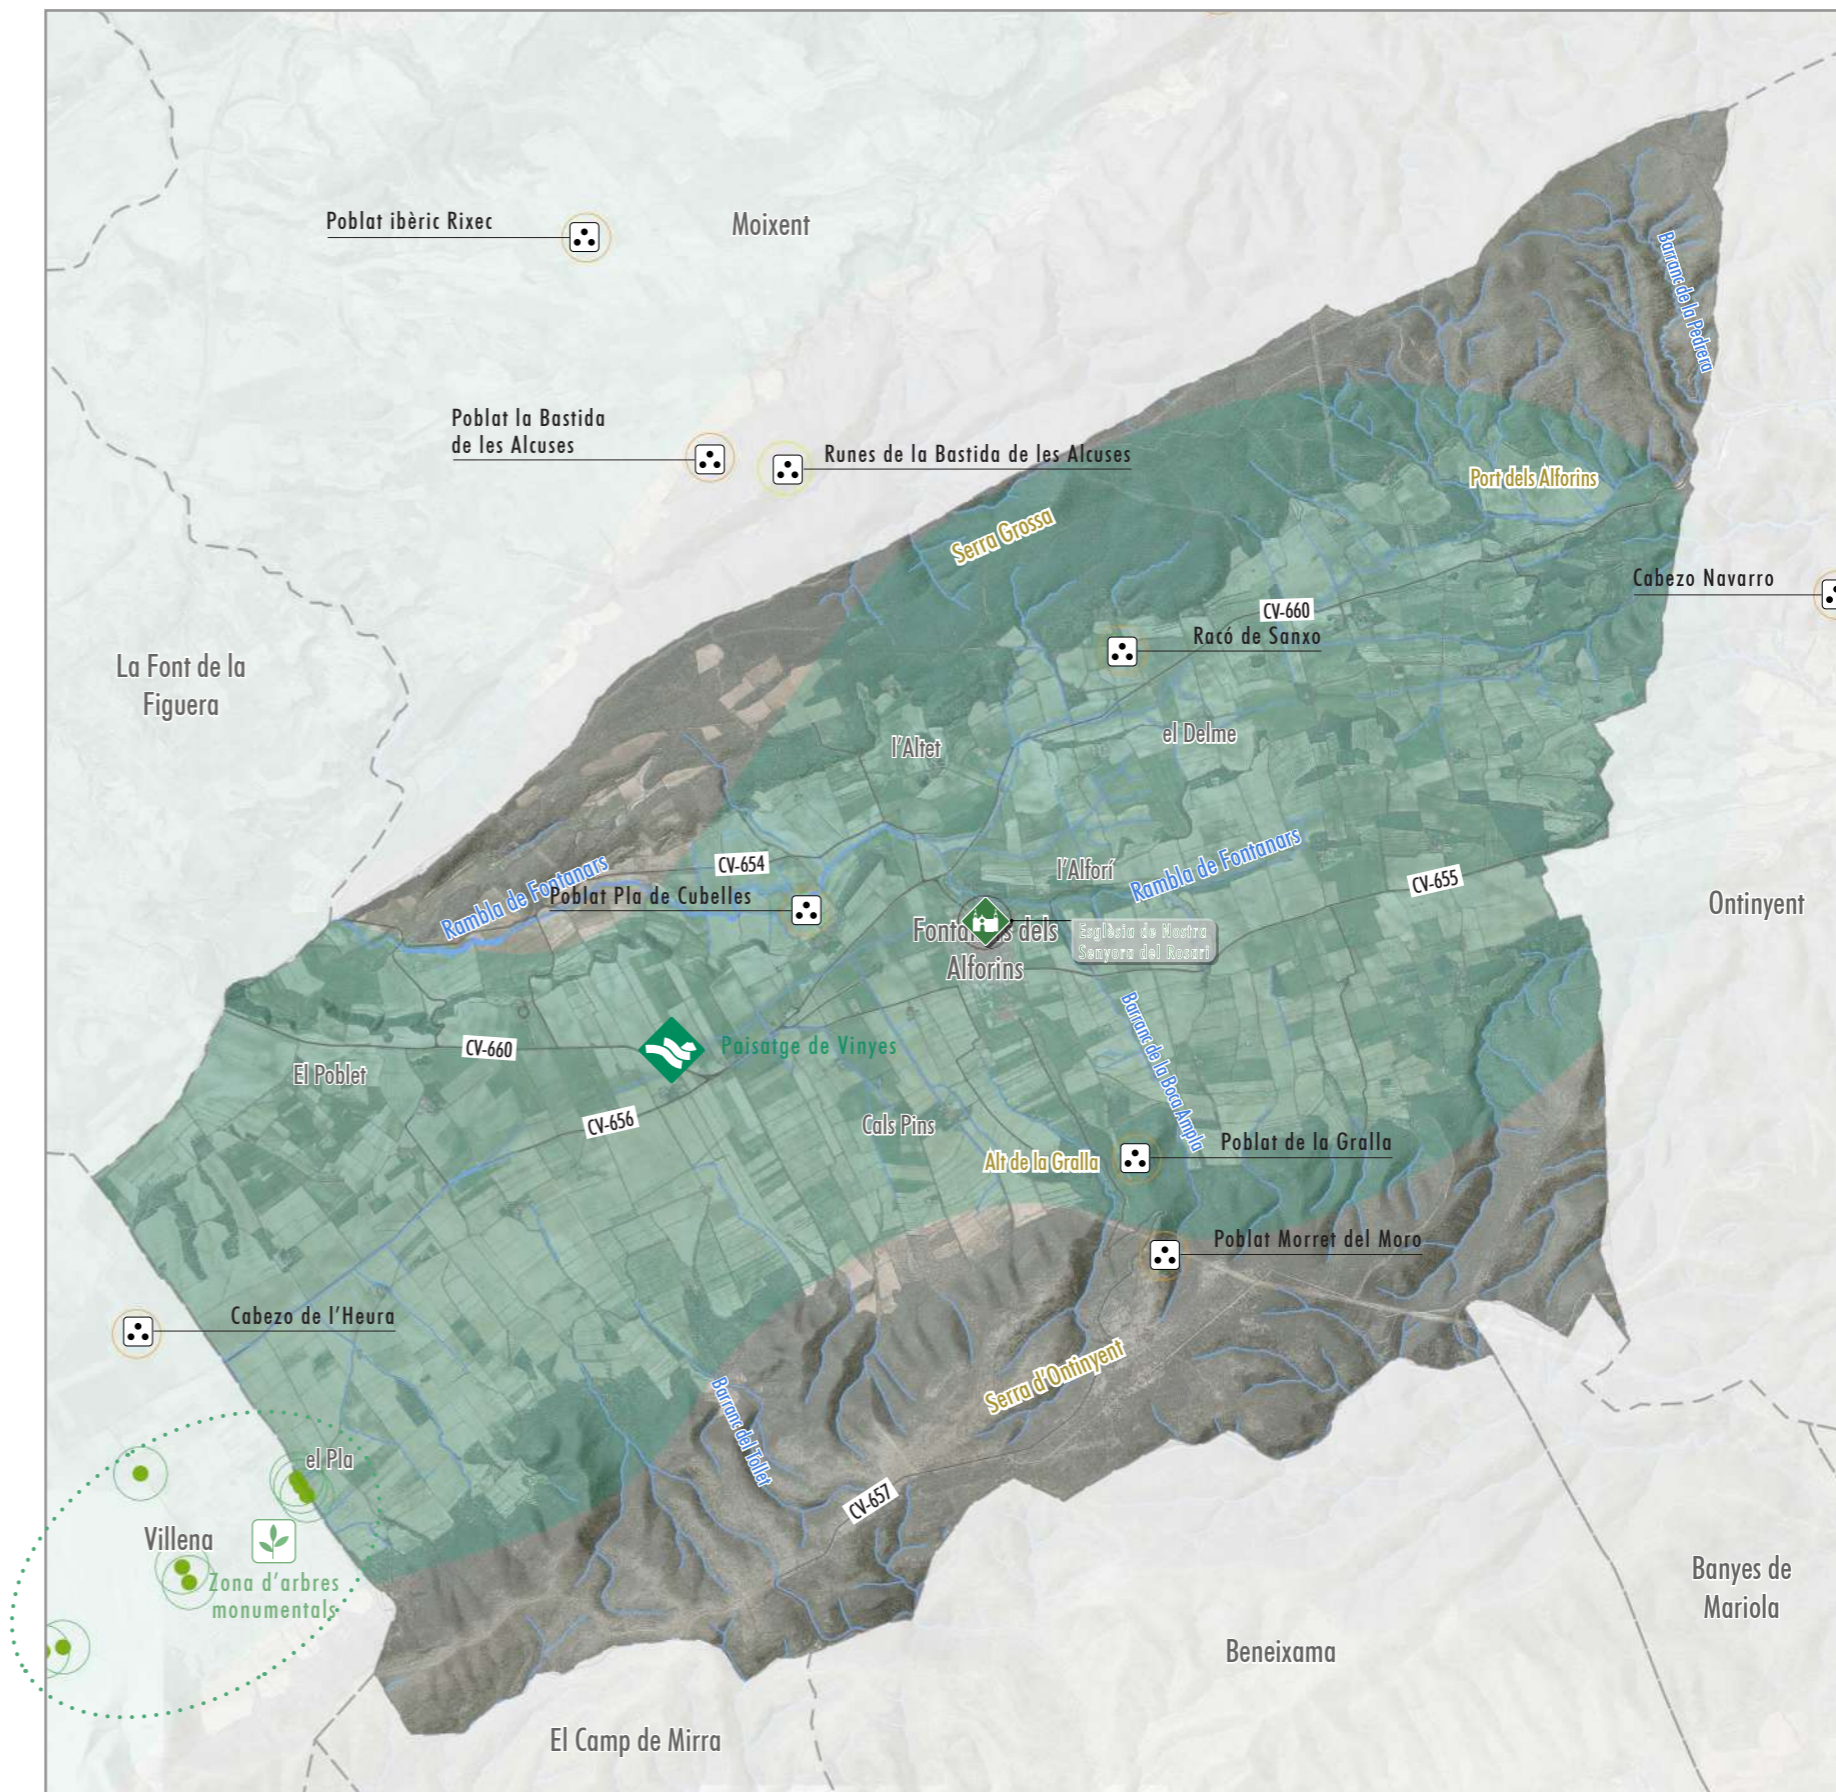 Moixent
Poblat ibèric Rixec
Barranc de la Pedrera
Poblat la Bastida
de les Alcuses
Runes de la Bastida de les Alcuses
Port dels Alforins
Serra Grossa
Cabezo Navarro
CV-660
Racó de Sanxo
La Font de la
Figuera
l'Altet
el Delme
CV-654
l'Alforí
Rambla de Fontanars
Rambla de Fontanars
CV-655
Poblat Pla de Cubelles
Ontinyent
dels
Alforins
Església de Nostra
Senyora del Rosari
CV-660
Paisatge de Vinyes
El Poblet
Barranc de la Boca Ampla
CV-656
Cals Pins
Alt de la Gralla
Poblat de la Gralla
Poblat Morret del Moro
Cabezo de l'Heura
Serra d'Ontinyent
Barranc del Tollet
el Pla
CV-657
Villena
Zona d'arbres
monumentals
Banyes de
Mariola
Beneixama
El Camp de Mirra